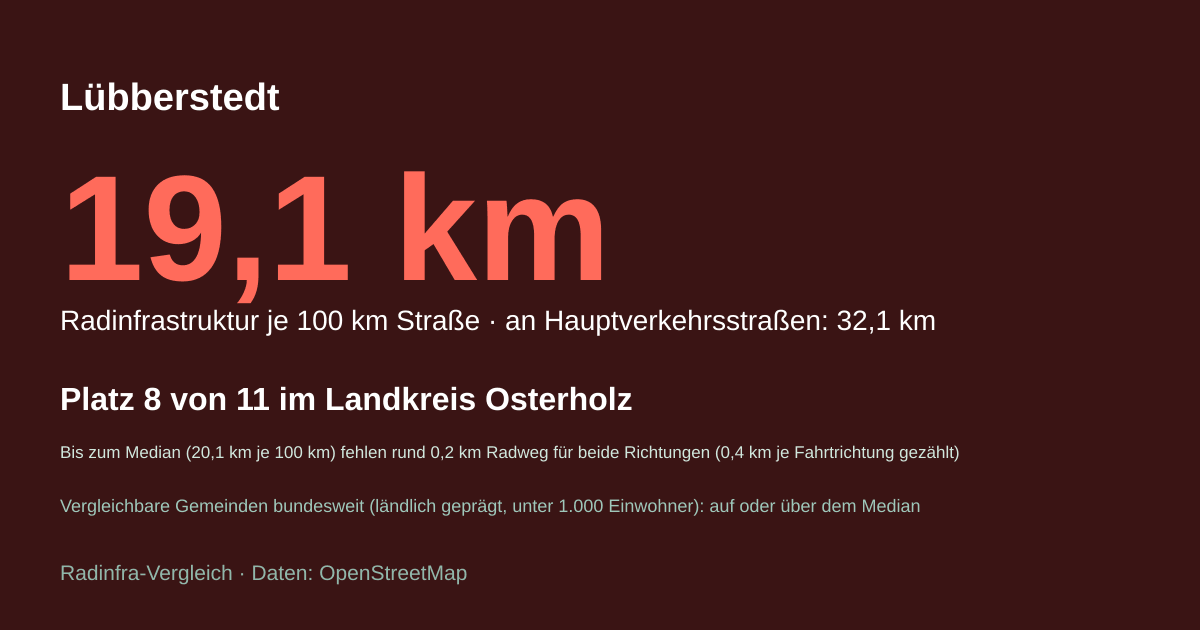 Lübberstedt
19,1 km
Radinfrastruktur je 100 km Straße · an Hauptverkehrsstraßen: 32,1 km
Platz 8 von 11 im Landkreis Osterholz
Bis zum Median (20,1 km je 100 km) fehlen rund 0,2 km Radweg für beide Richtungen (0,4 km je Fahrtrichtung gezählt)
Vergleichbare Gemeinden bundesweit (ländlich geprägt, unter 1.000 Einwohner): auf oder über dem Median
Radinfra-Vergleich · Daten: OpenStreetMap